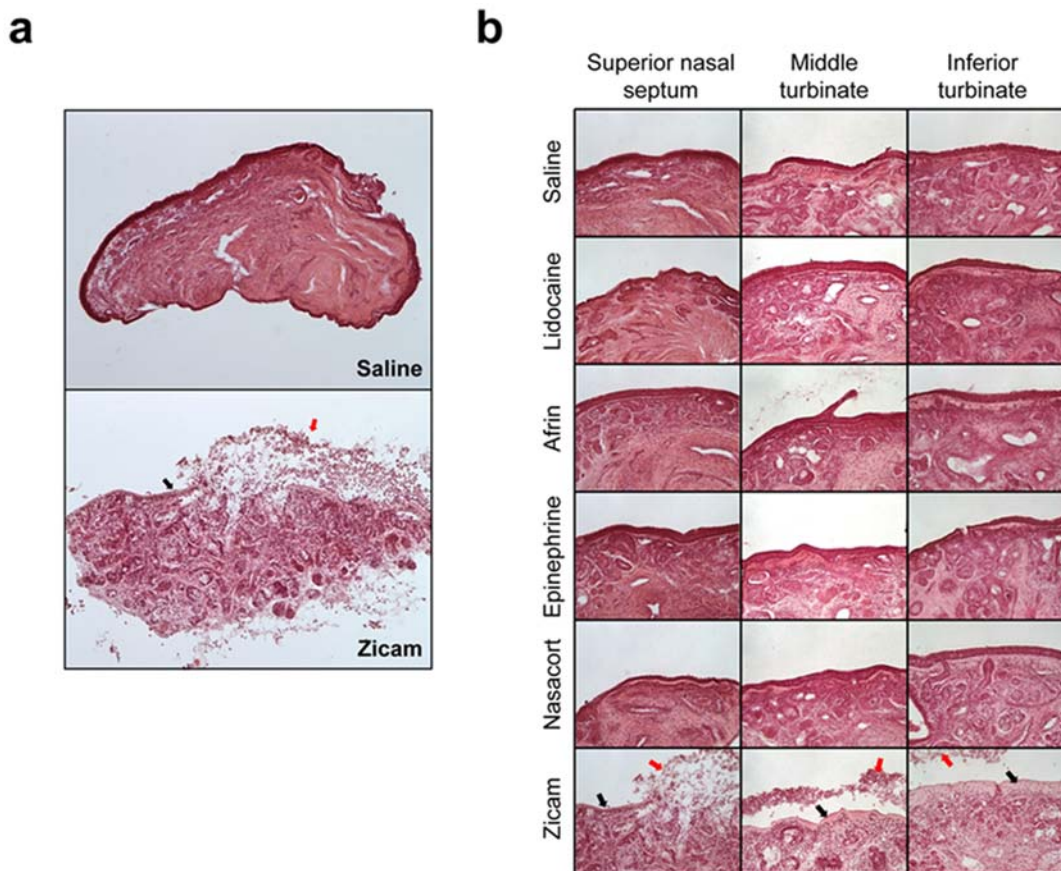 a
Saline
Zicam
b
Superior nasal
septum
Middle
turbinate
Inferior
turbinate
Saline
Lidocaine
Afrin
Epinephrine
Nasacort
Zicam